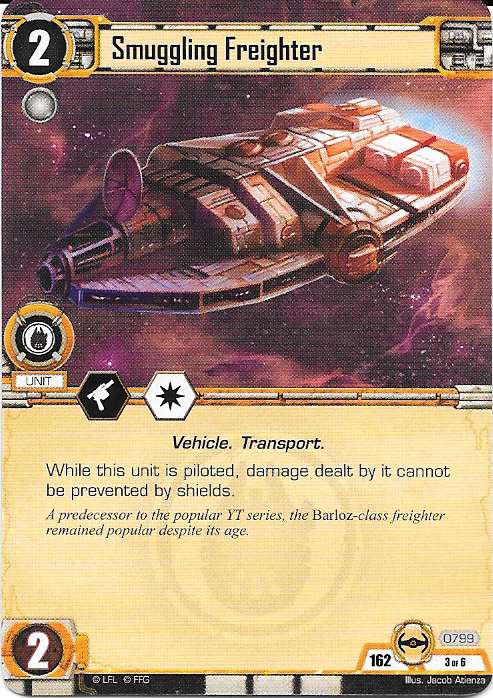 2
Smuggling Freighter
UNIT
Vehicle. Transport.
While this unit is piloted, damage dealt by it cannot
be prevented by shields.
A predecessor to the popular YT series, the Barloz-class freighter
remained popular despite its age.
2
0799
162
3 OF 6
© LFL © FFG
Illus. Jacob Atienza